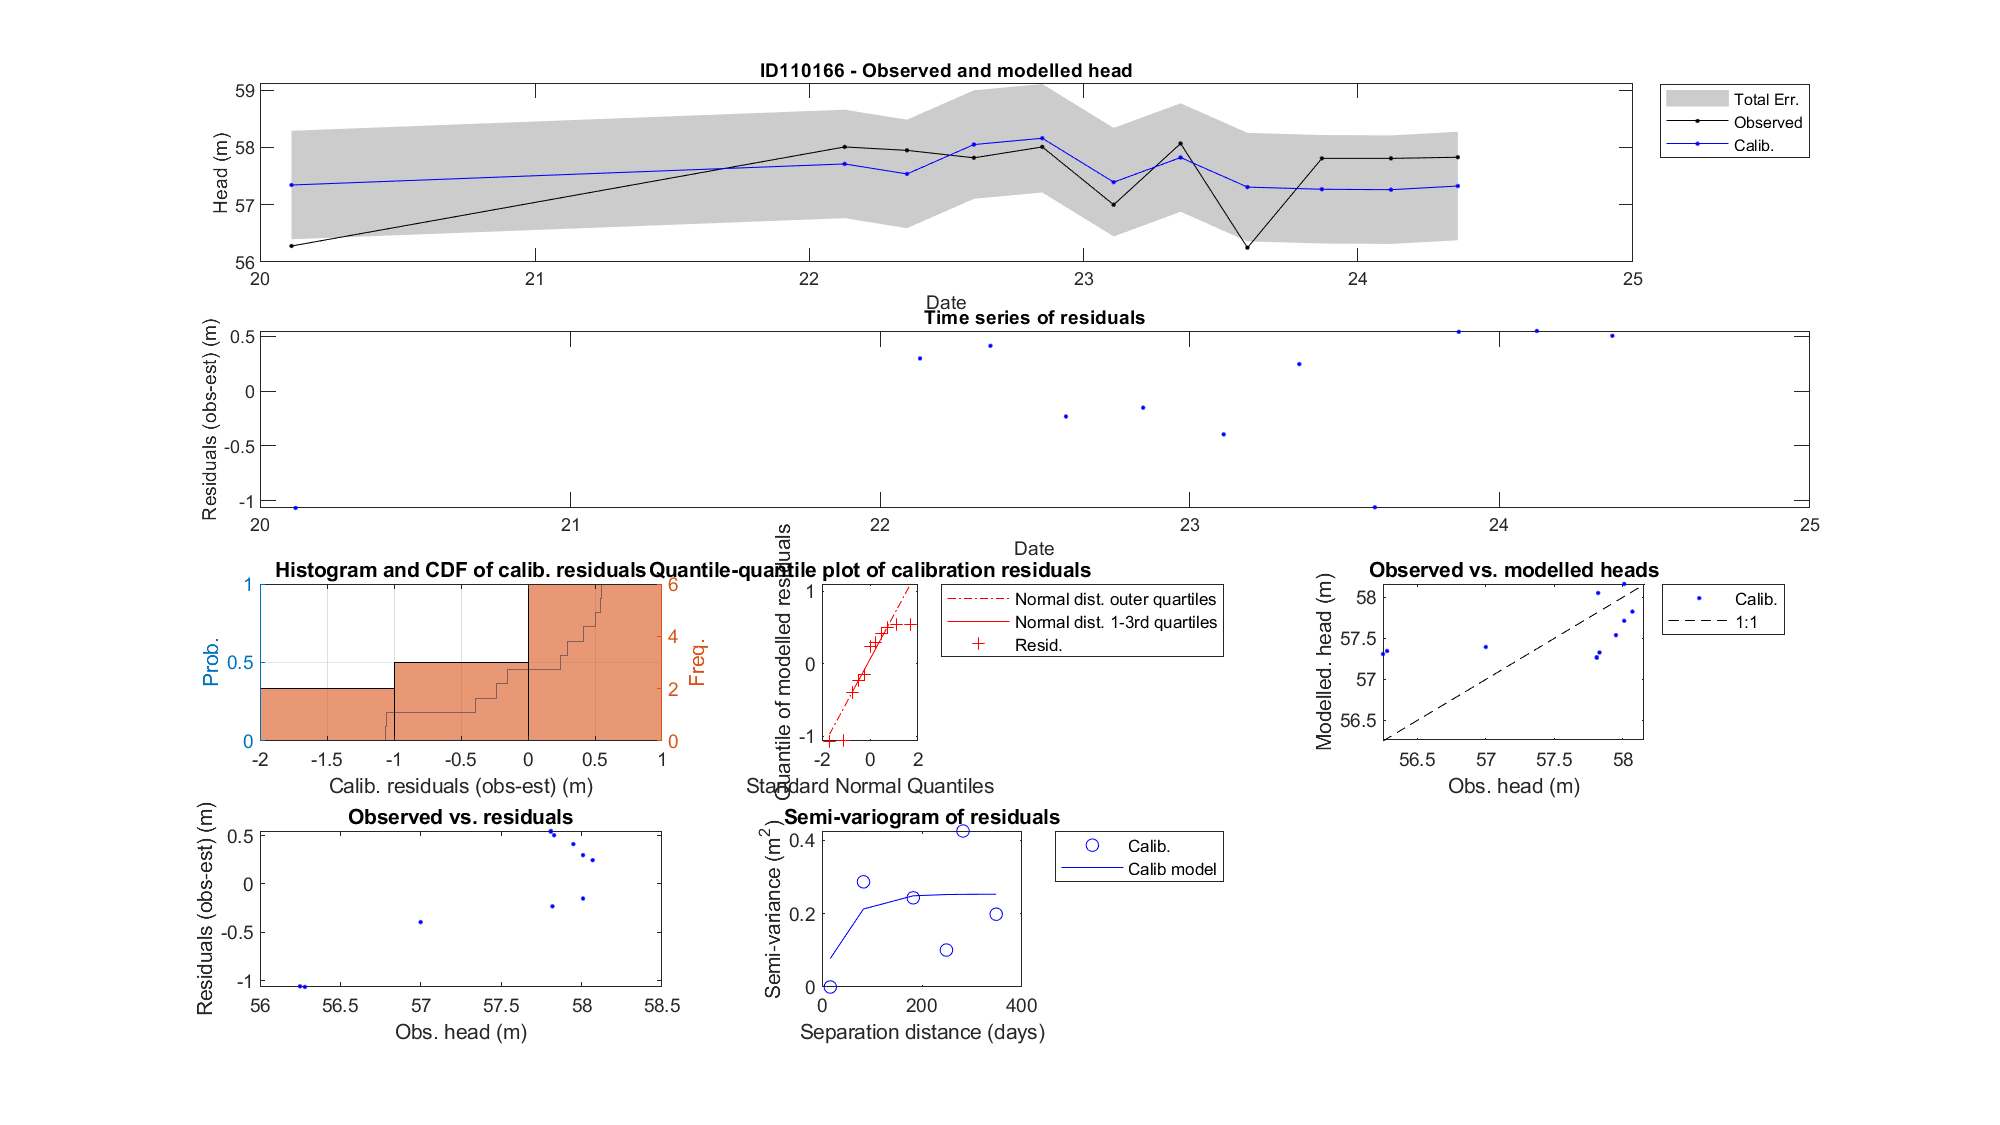 ID110166 - Observed and modelled head
59
58
57
56
Head (m)
20
21
22
23
24
25
Date
Total Err.
Observed
Calib.
Time series of residuals
0.5
0
-0.5
-1
Residuals (obs-est) (m)
20
21
22
23
24
25
Date
Histogram and CDF of calib. residuals
1
0.5
0
Prob.
6
4
2
0
Freq.
-2
-1.5
-1
-0.5
0
0.5
1
Calib. residuals (obs-est) (m)
Quantile-quantile plot of calibration residuals
1
0
-1
Quantile of modelled residuals
-2
0
2
Standard Normal Quantiles
Normal dist. outer quartiles
Normal dist. 1-3rd quartiles
Resid.
Observed vs. modelled heads
58
57.5
57
56.5
Modelled. head (m)
56.5
57
57.5
58
Obs. head (m)
Calib.
1:1
Observed vs. residuals
0.5
0
-0.5
-1
Residuals (obs-est) (m)
56
56.5
57
57.5
58
58.5
Obs. head (m)
Semi-variogram of residuals
0.4
0.2
0
Semi-variance (m²)
0
200
400
Separation distance (days)
Calib.
Calib model